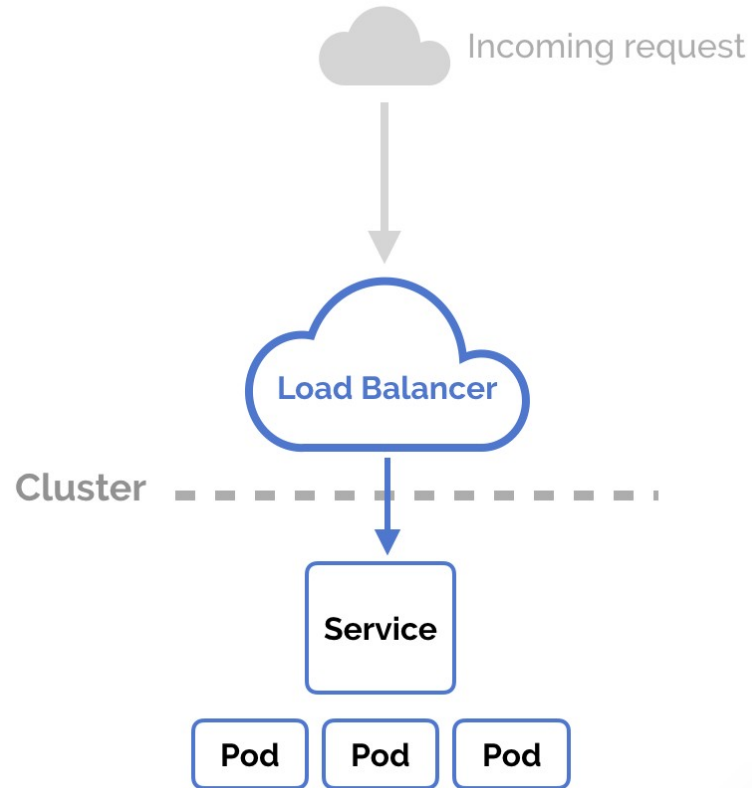 Incoming request
Load Balancer
Cluster
Service
Pod Pod Pod